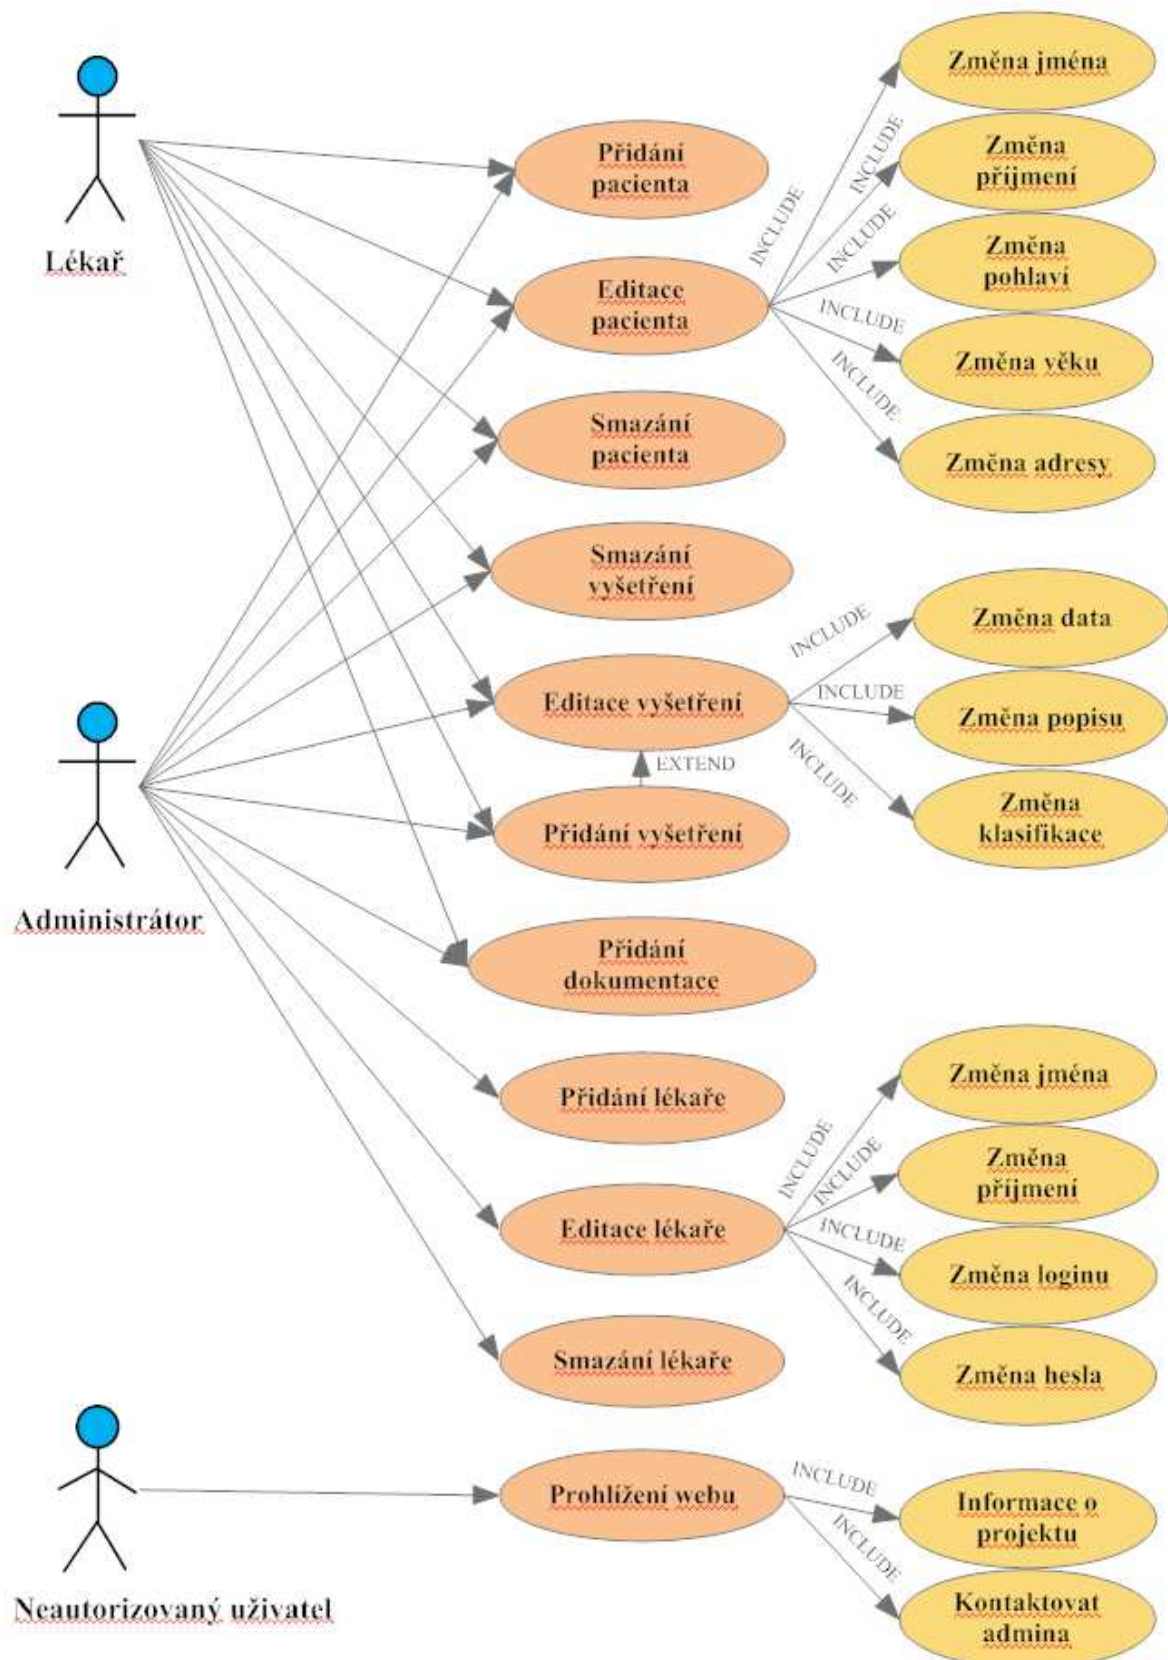 Změna jména
Přidání
pacienta
INCLUDE
Změna
příjmení
INCLUDE
INCLUDE
Změna
pohlaví
Lékař
Editace
pacienta
INCLUDE
Změna věku
INCLUDE
Změna adresy
Smazání
pacienta
Smazání
vyšetření
INCLUDE
Změna data
Editace vyšetření
INCLUDE
Změna popisu
EXTEND
INCLUDE
Změna
klasifikace
Přidání vyšetření
Administrátor
Přidání
dokumentace
Změna jména
Přidání lékaře
INCLUDE
INCLUDE
Změna
příjmení
Editace lékaře
INCLUDE
Změna loginu
INCLUDE
Změna hesla
Smazání lékaře
Prohlížení webu
INCLUDE
Informace o
projektu
INCLUDE
Kontaktovat
admina
Neautorizovaný uživatel